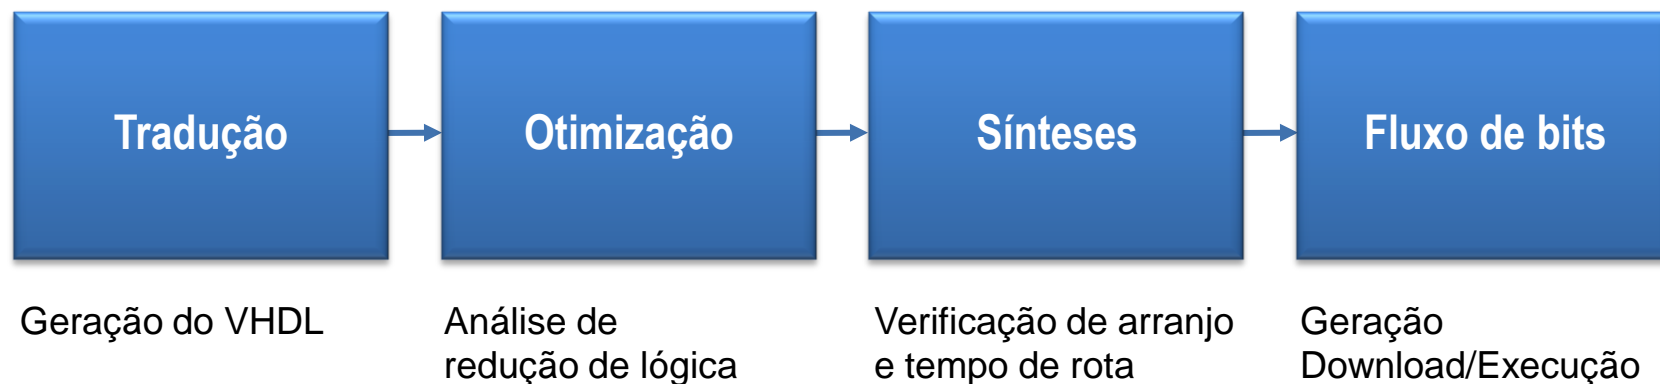 Tradução
Otimização
Sínteses
Fluxo de bits
Geração do VHDL
Análise de
redução de lógica
Verificação de arranjo
e tempo de rota
Geração
Download/Execução